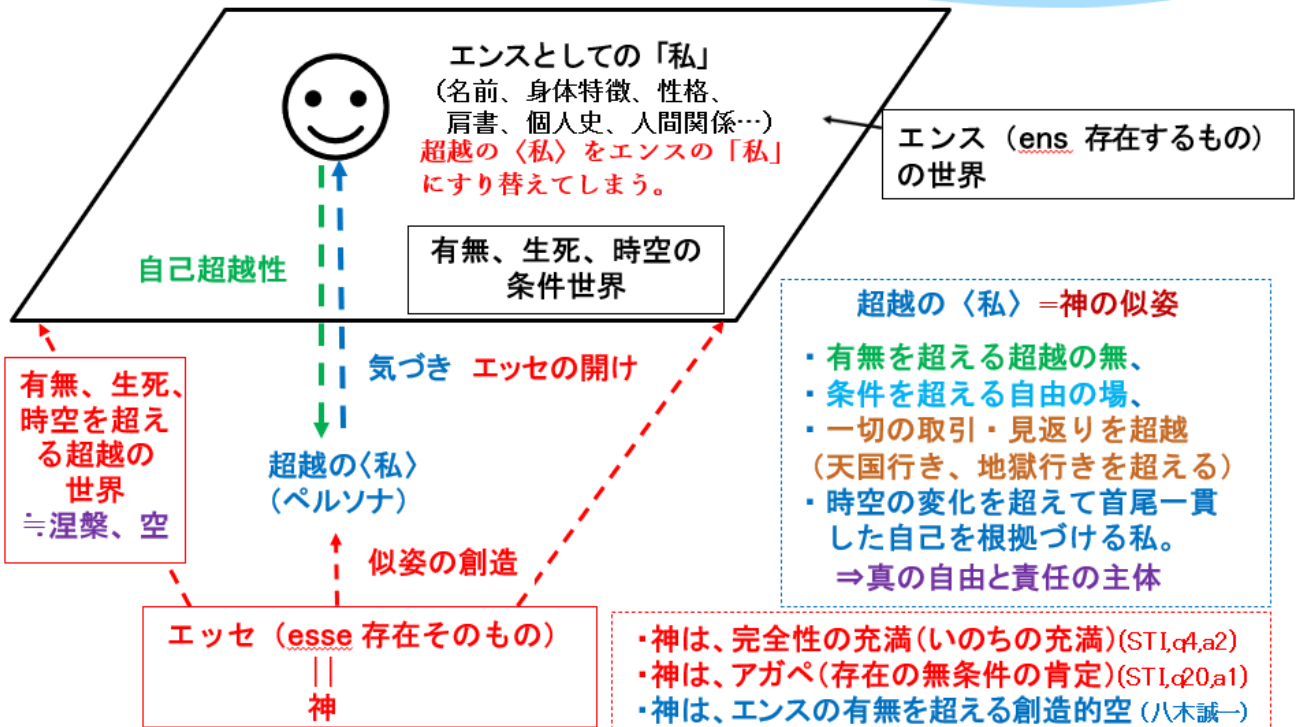 エンスとしての「私」
(名前、身体特徴、性格、
肩書、個人史、人間関係…)
超越の〈私〉をエンスの「私」
にすり替えてしまう。
エンス(ens 存在するもの)
の世界
有無、生死、時空の
条件世界
自己超越性
気づき エッセの開け
有無、生死、
時空を超え
る超越の
世界
≒涅槃、空
超越の〈私〉
(ペルソナ)
似姿の創造
エッセ(esse 存在そのもの)
||
神
超越の〈私〉=神の似姿
・有無を超える超越の無、
・条件を超える自由の場、
・一切の取引・見返りを超越
(天国行き、地獄行きを超える)
・時空の変化を超えて首尾一貫
した自己を根拠づける私。
⇒真の自由と責任の主体
・神は、完全性の充満(いのちの充満)(STI,q4,a2)
・神は、アガペ(存在の無条件の肯定)(STI,q20,a1)
・神は、エンスの有無を超える創造的空(八木誠一)